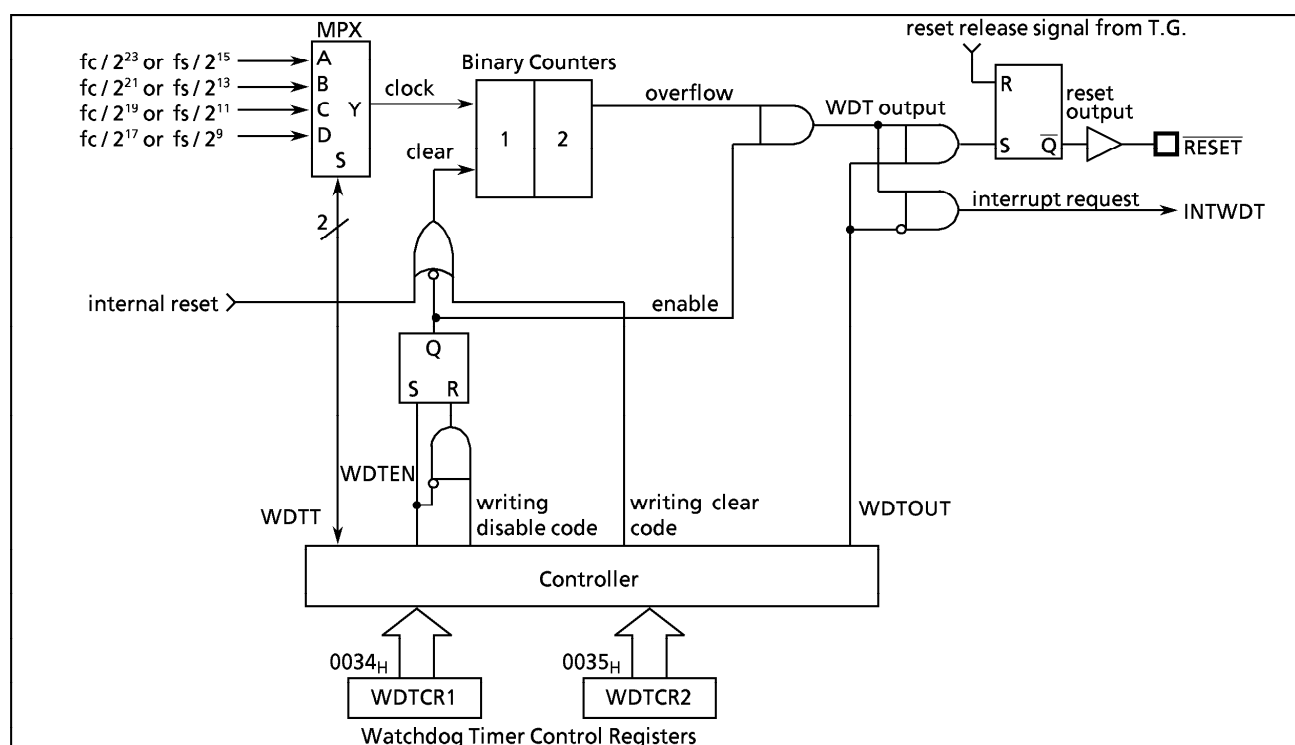 reset release signal from T.G.
MPX
fc / 2²³ or fs / 2¹⁵
fc / 2²¹ or fs / 2¹³
fc / 2¹⁹ or fs / 2¹¹
fc / 2¹⁷ or fs / 2⁹
A
B
C
D
Y
S
clock
clear
Binary Counters
1
2
overflow
WDT output
R
S
Q̅
reset
output
R̅E̅S̅E̅T̅
interrupt request
INTWDT
2
internal reset
enable
Q
S
R
WDTEN
WDTT
writing
disable code
writing clear
code
WDTOUT
Controller
0034H
0035H
WDTCR1
WDTCR2
Watchdog Timer Control Registers